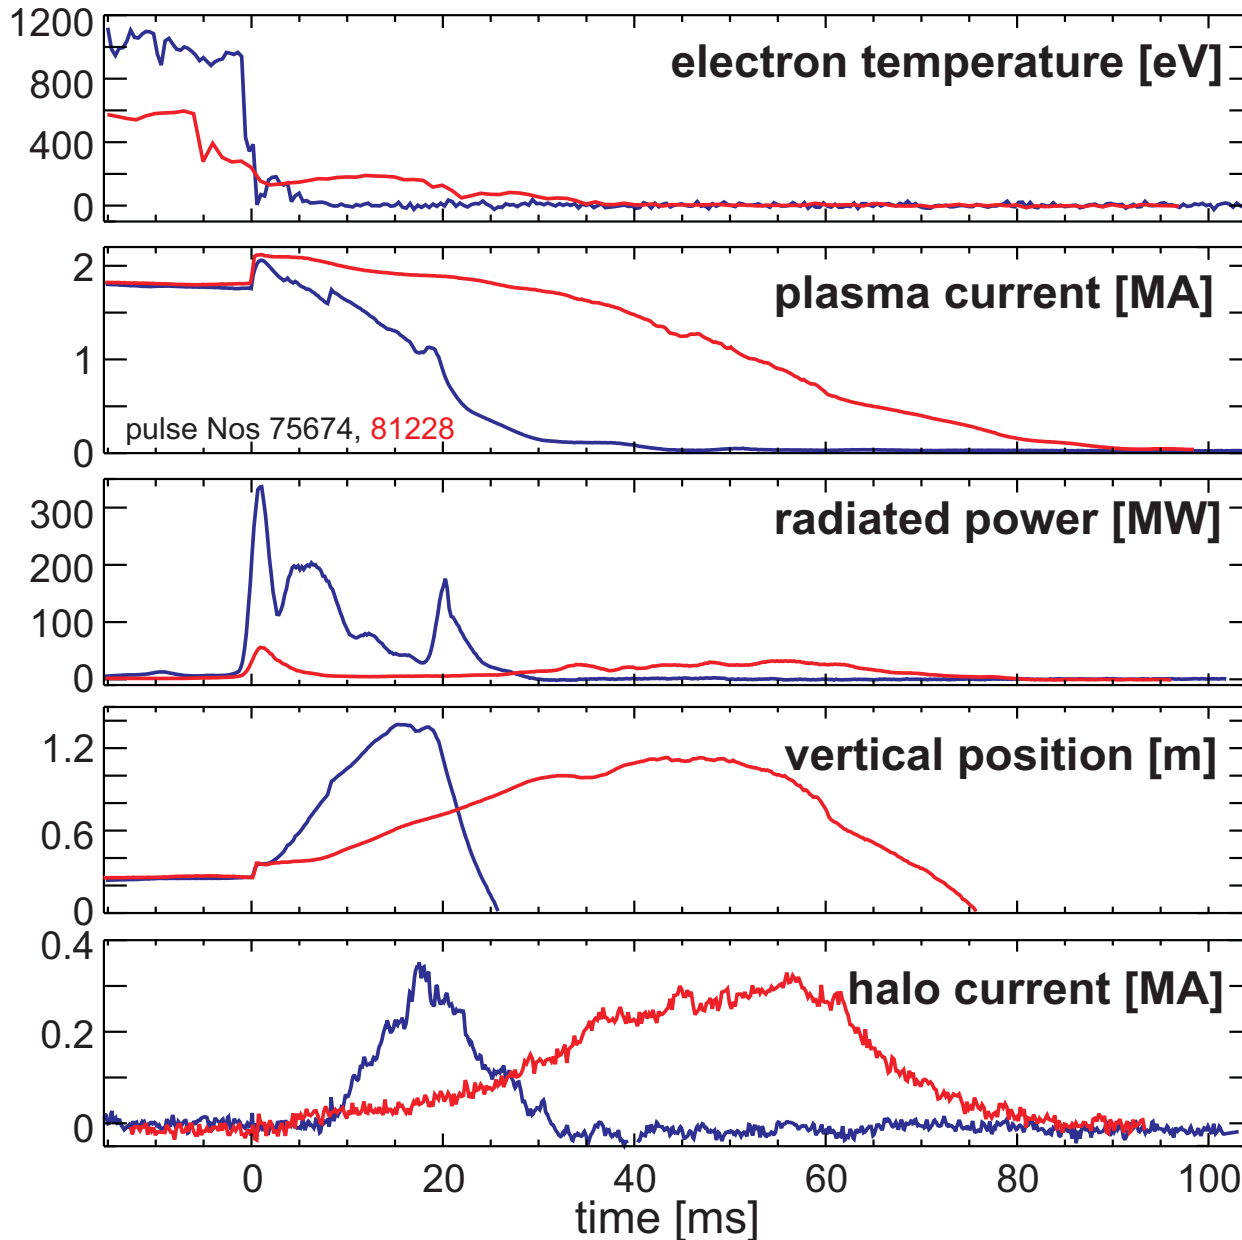 1200
electron temperature [eV]
800
400
0
2
plasma current [MA]
1
pulse Nos 75674, 81228
0
300
radiated power [MW]
200
100
0
1.2
vertical position [m]
0.6
0
0.4
halo current [MA]
0.2
0
0 20 40 60 80 100
time [ms]